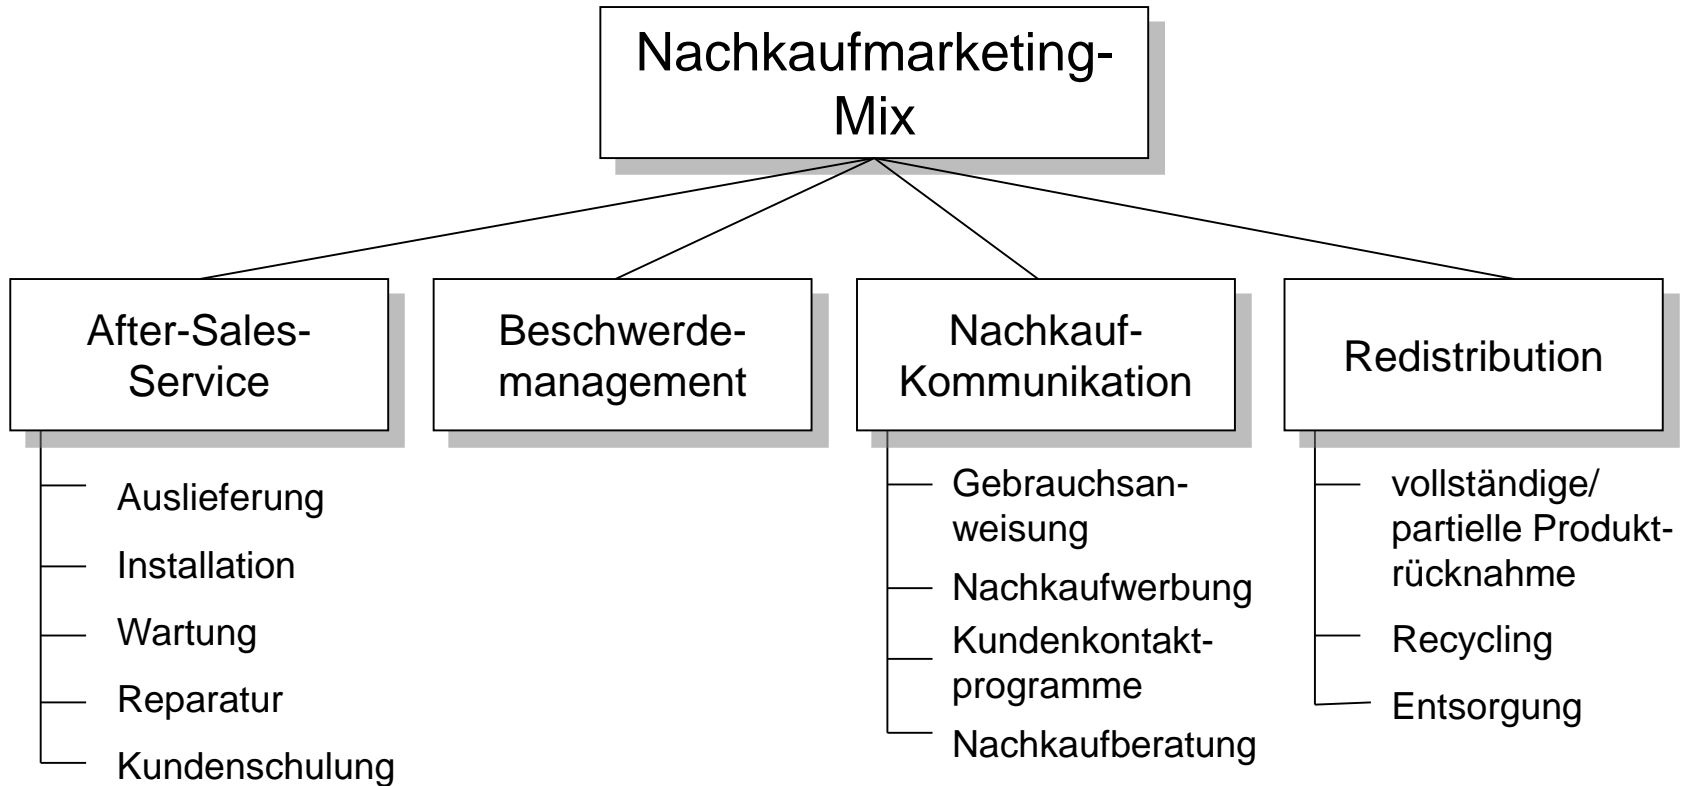 Nachkaufmarketing-
Mix
After-Sales-
Service
Beschwerde-
management
Nachkauf-
Kommunikation
Redistribution
Auslieferung
Installation
Wartung
Reparatur
Kundenschulung
Gebrauchsan-
weisung
Nachkaufwerbung
Kundenkontakt-
programme
Nachkaufberatung
vollständige/
partielle Produkt-
rücknahme
Recycling
Entsorgung